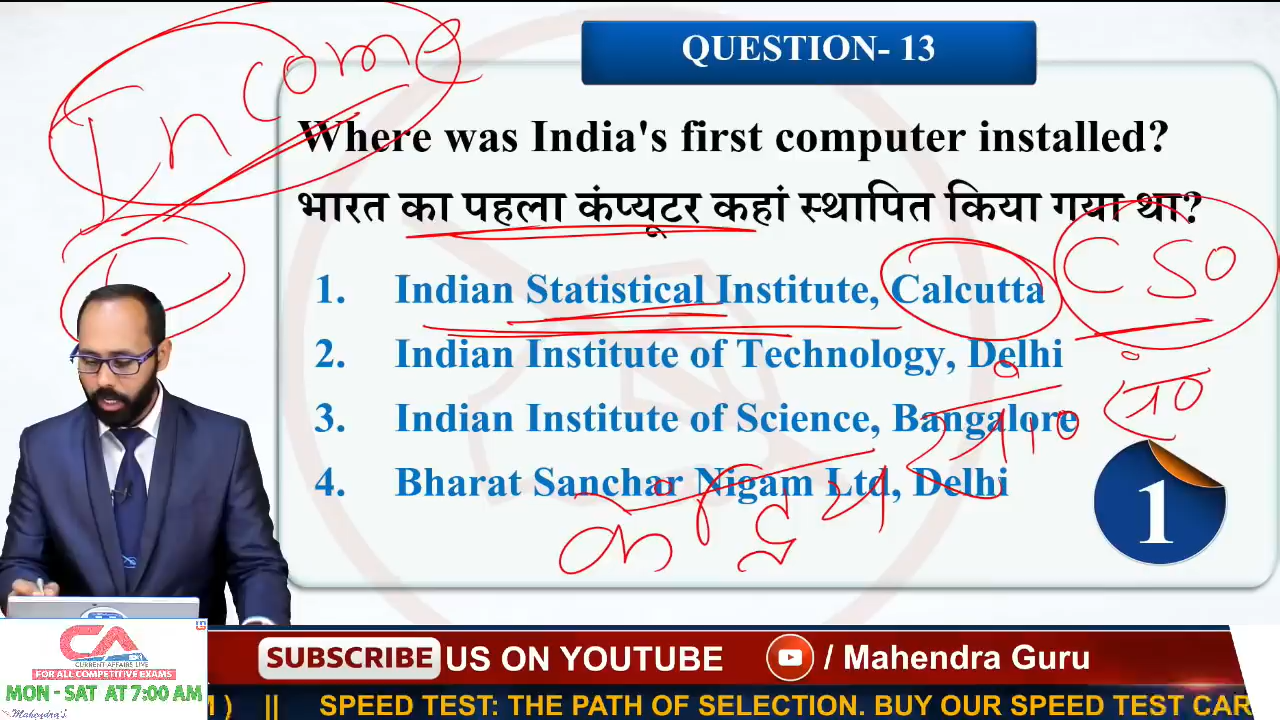 QUESTION- 13
Income
Where was India's first computer installed?
भारत का पहला कंप्यूटर कहां स्थापित किया गया था?
CSO
1. Indian Statistical Institute, Calcutta
2. Indian Institute of Technology, Delhi
3. Indian Institute of Science, Bangalore
4. Bharat Sanchar Nigam Ltd, Delhi
1
CA
CURRENT AFFAIRS LIVE
FOR ALL COMPETITIVE EXAMS
MON - SAT AT 7:00 AM
Mahendra's
SUBSCRIBE US ON YOUTUBE / Mahendra Guru
M ) || SPEED TEST: THE PATH OF SELECTION. BUY OUR SPEED TEST CAR